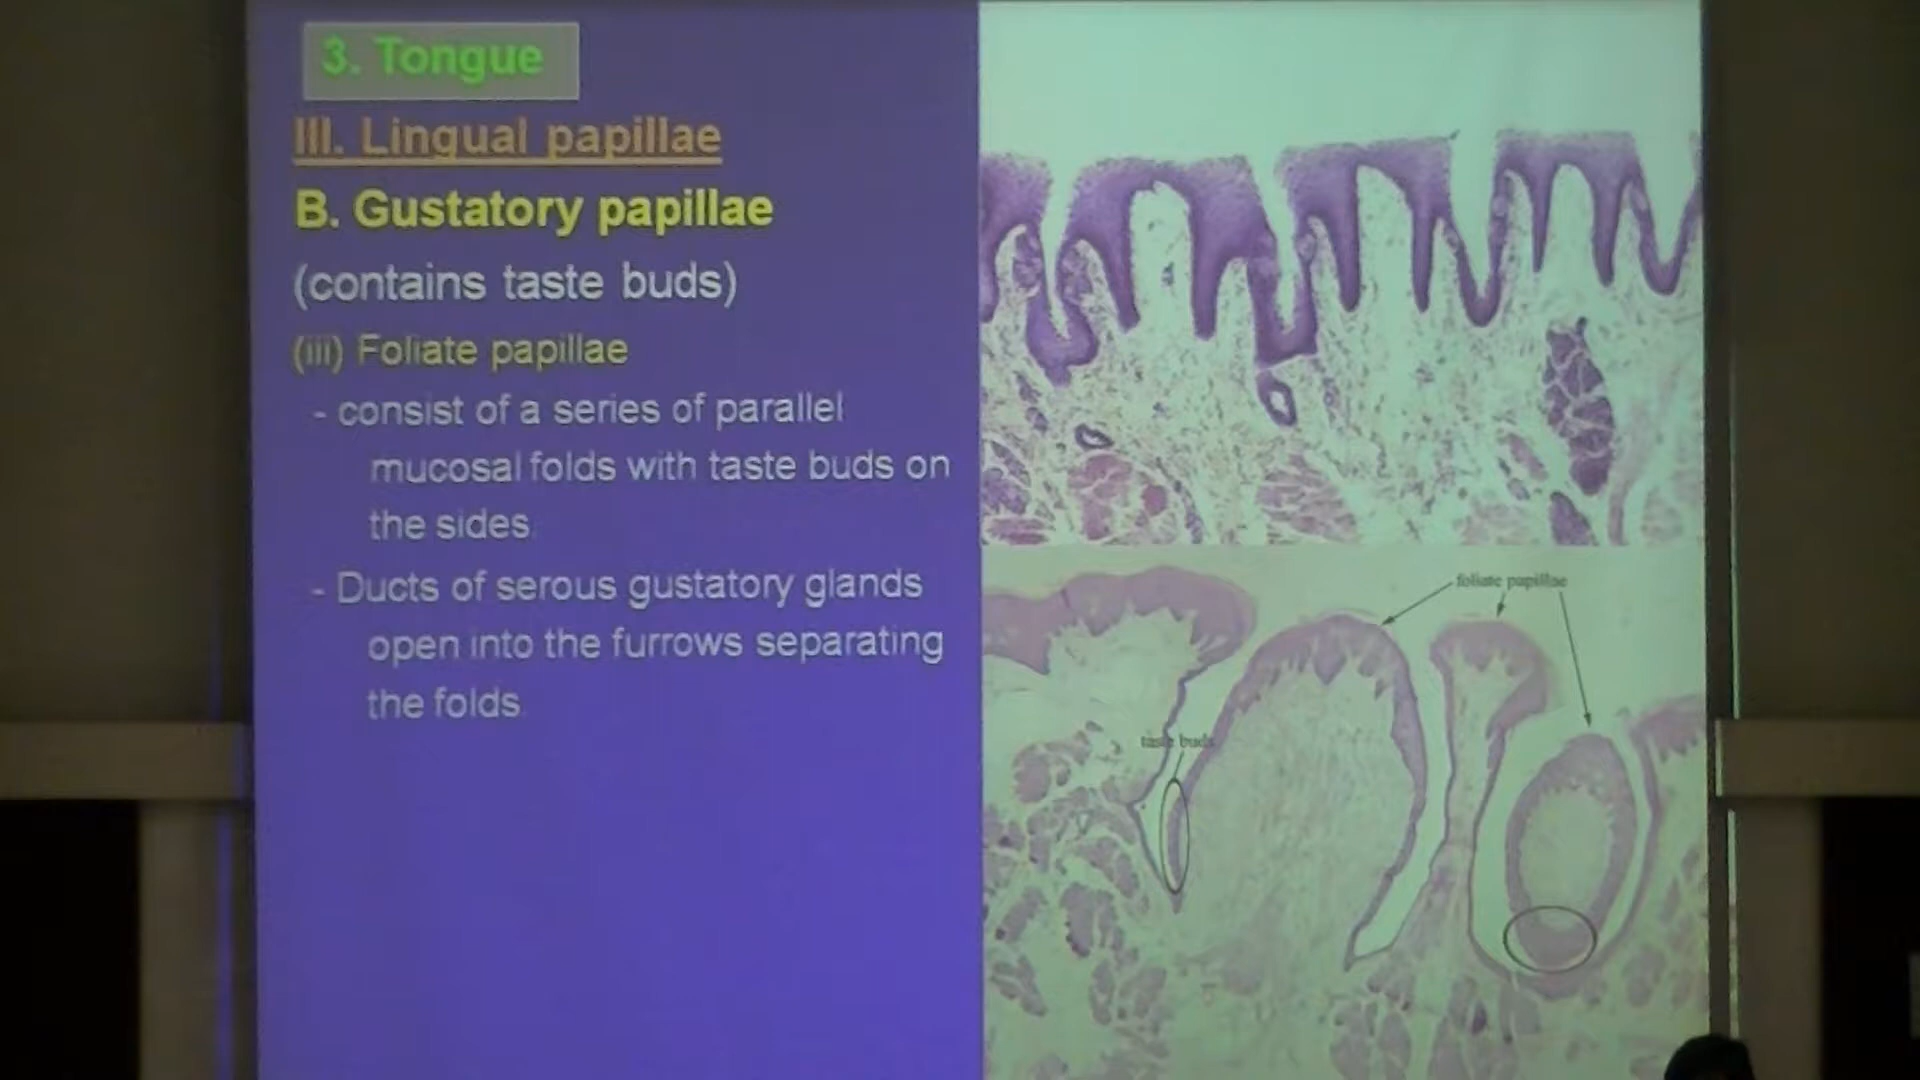 3. Tongue
III. Lingual papillae
B. Gustatory papillae
(contains taste buds)
(iii) Foliate papillae
- consist of a series of parallel
mucosal folds with taste buds on
the sides.
- Ducts of serous gustatory glands
open into the furrows separating
the folds.
foliate papillae
taste buds